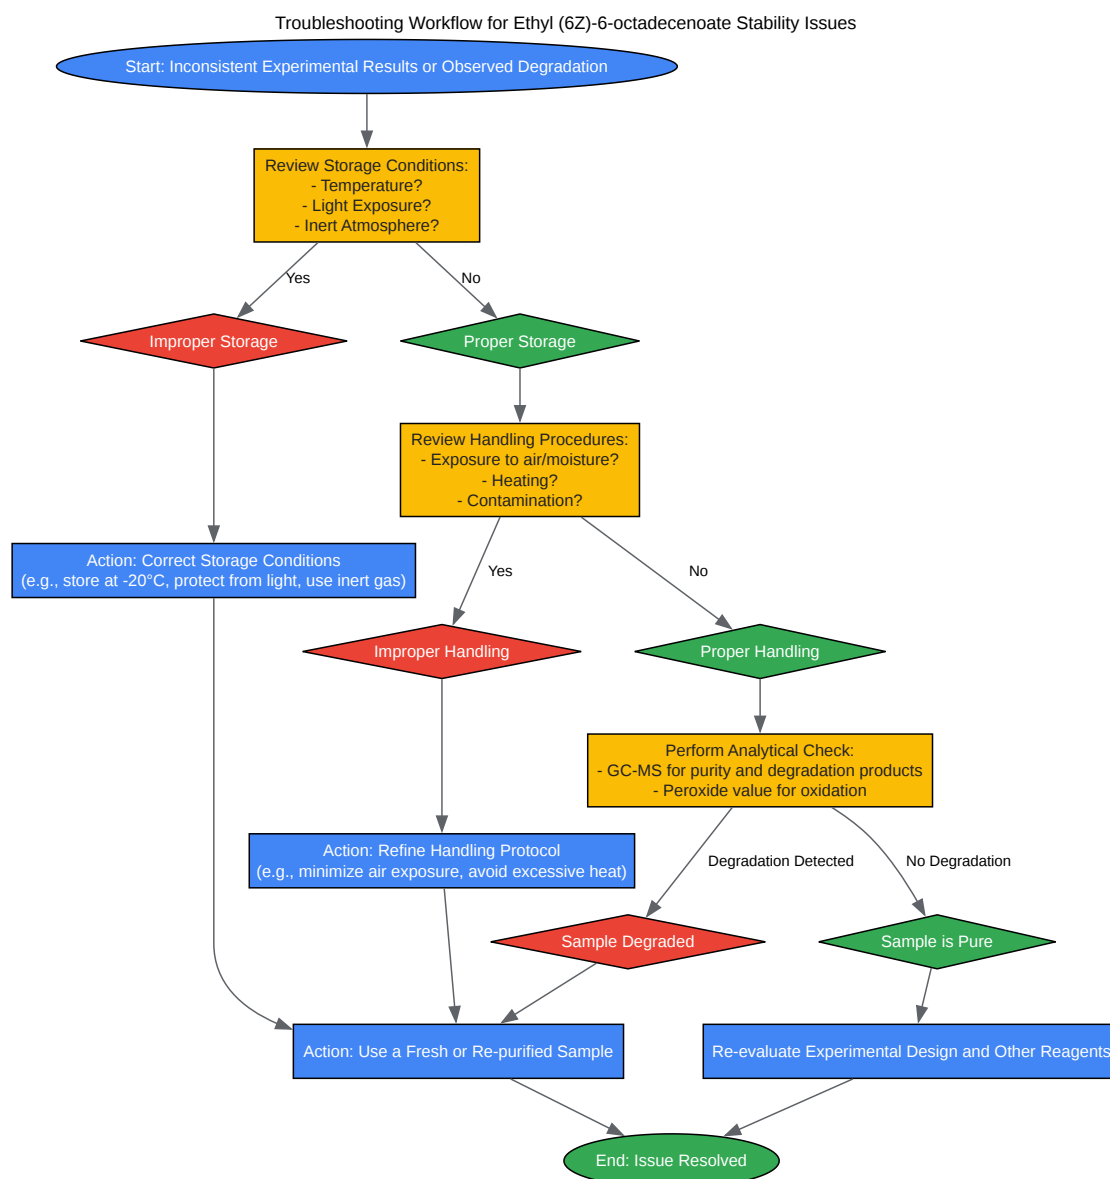 Troubleshooting Workflow for Ethyl (6Z)-6-octadecenoate Stability Issues
Start: Inconsistent Experimental Results or Observed Degradation
Review Storage Conditions:
- Temperature?
- Light Exposure?
- Inert Atmosphere?
Yes
No
Improper Storage
Proper Storage
Review Handling Procedures:
- Exposure to air/moisture?
- Heating?
- Contamination?
Action: Correct Storage Conditions
(e.g., store at -20°C, protect from light, use inert gas)
Yes
No
Improper Handling
Proper Handling
Perform Analytical Check:
- GC-MS for purity and degradation products
- Peroxide value for oxidation
Action: Refine Handling Protocol
(e.g., minimize air exposure, avoid excessive heat)
Degradation Detected
No Degradation
Sample Degraded
Sample is Pure
Action: Use a Fresh or Re-purified Sample
Re-evaluate Experimental Design and Other Reagents
End: Issue Resolved